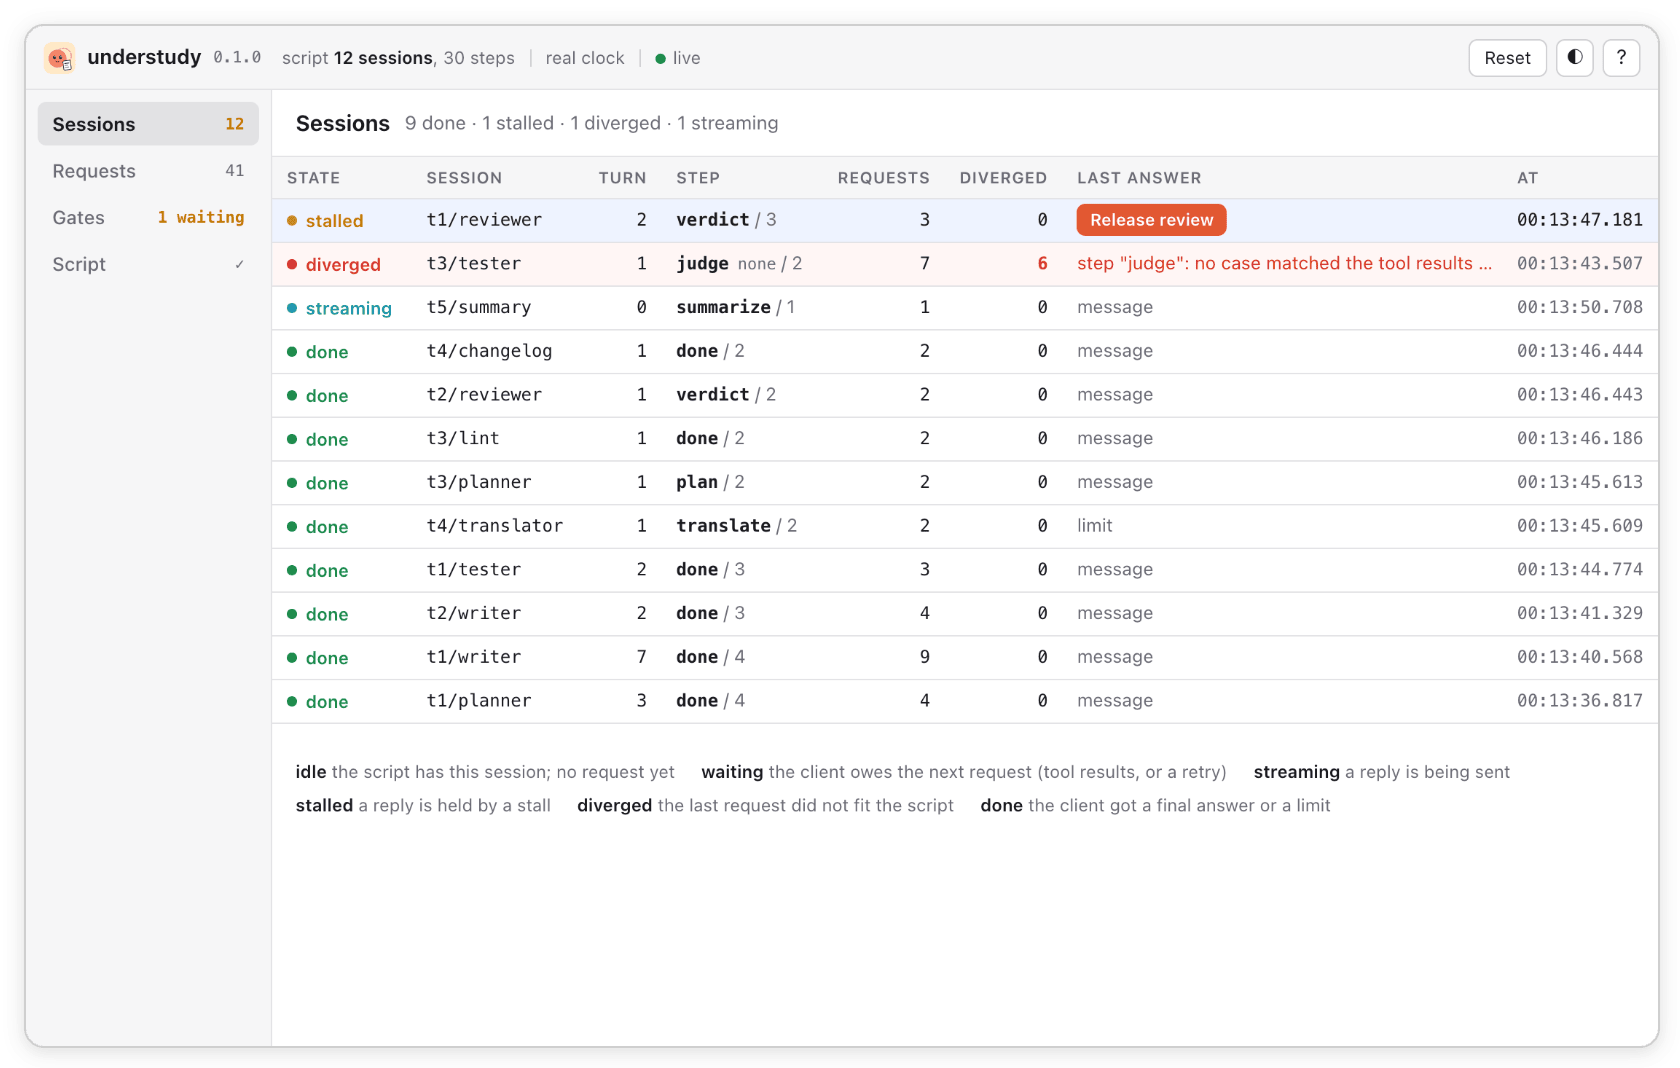 understudy 0.1.0 script 12 sessions, 30 steps real clock live Reset ?
Sessions 12
Requests 41
Gates 1 waiting
Script ✓
Sessions 9 done · 1 stalled · 1 diverged · 1 streaming
STATE SESSION TURN STEP REQUESTS DIVERGED LAST ANSWER AT
stalled t1/reviewer 2 verdict / 3 3 0 Release review 00:13:47.181
diverged t3/tester 1 judge none / 2 7 6 step "judge": no case matched the tool results ... 00:13:43.507
streaming t5/summary 0 summarize / 1 1 0 message 00:13:50.708
done t4/changelog 1 done / 2 2 0 message 00:13:46.444
done t2/reviewer 1 verdict / 2 2 0 message 00:13:46.443
done t3/lint 1 done / 2 2 0 message 00:13:46.186
done t3/planner 1 plan / 2 2 0 message 00:13:45.613
done t4/translator 1 translate / 2 2 0 limit 00:13:45.609
done t1/tester 2 done / 3 3 0 message 00:13:44.774
done t2/writer 2 done / 3 4 0 message 00:13:41.329
done t1/writer 7 done / 4 9 0 message 00:13:40.568
done t1/planner 3 done / 4 4 0 message 00:13:36.817
idle the script has this session; no request yet waiting the client owes the next request (tool results, or a retry) streaming a reply is being sent
stalled a reply is held by a stall diverged the last request did not fit the script done the client got a final answer or a limit